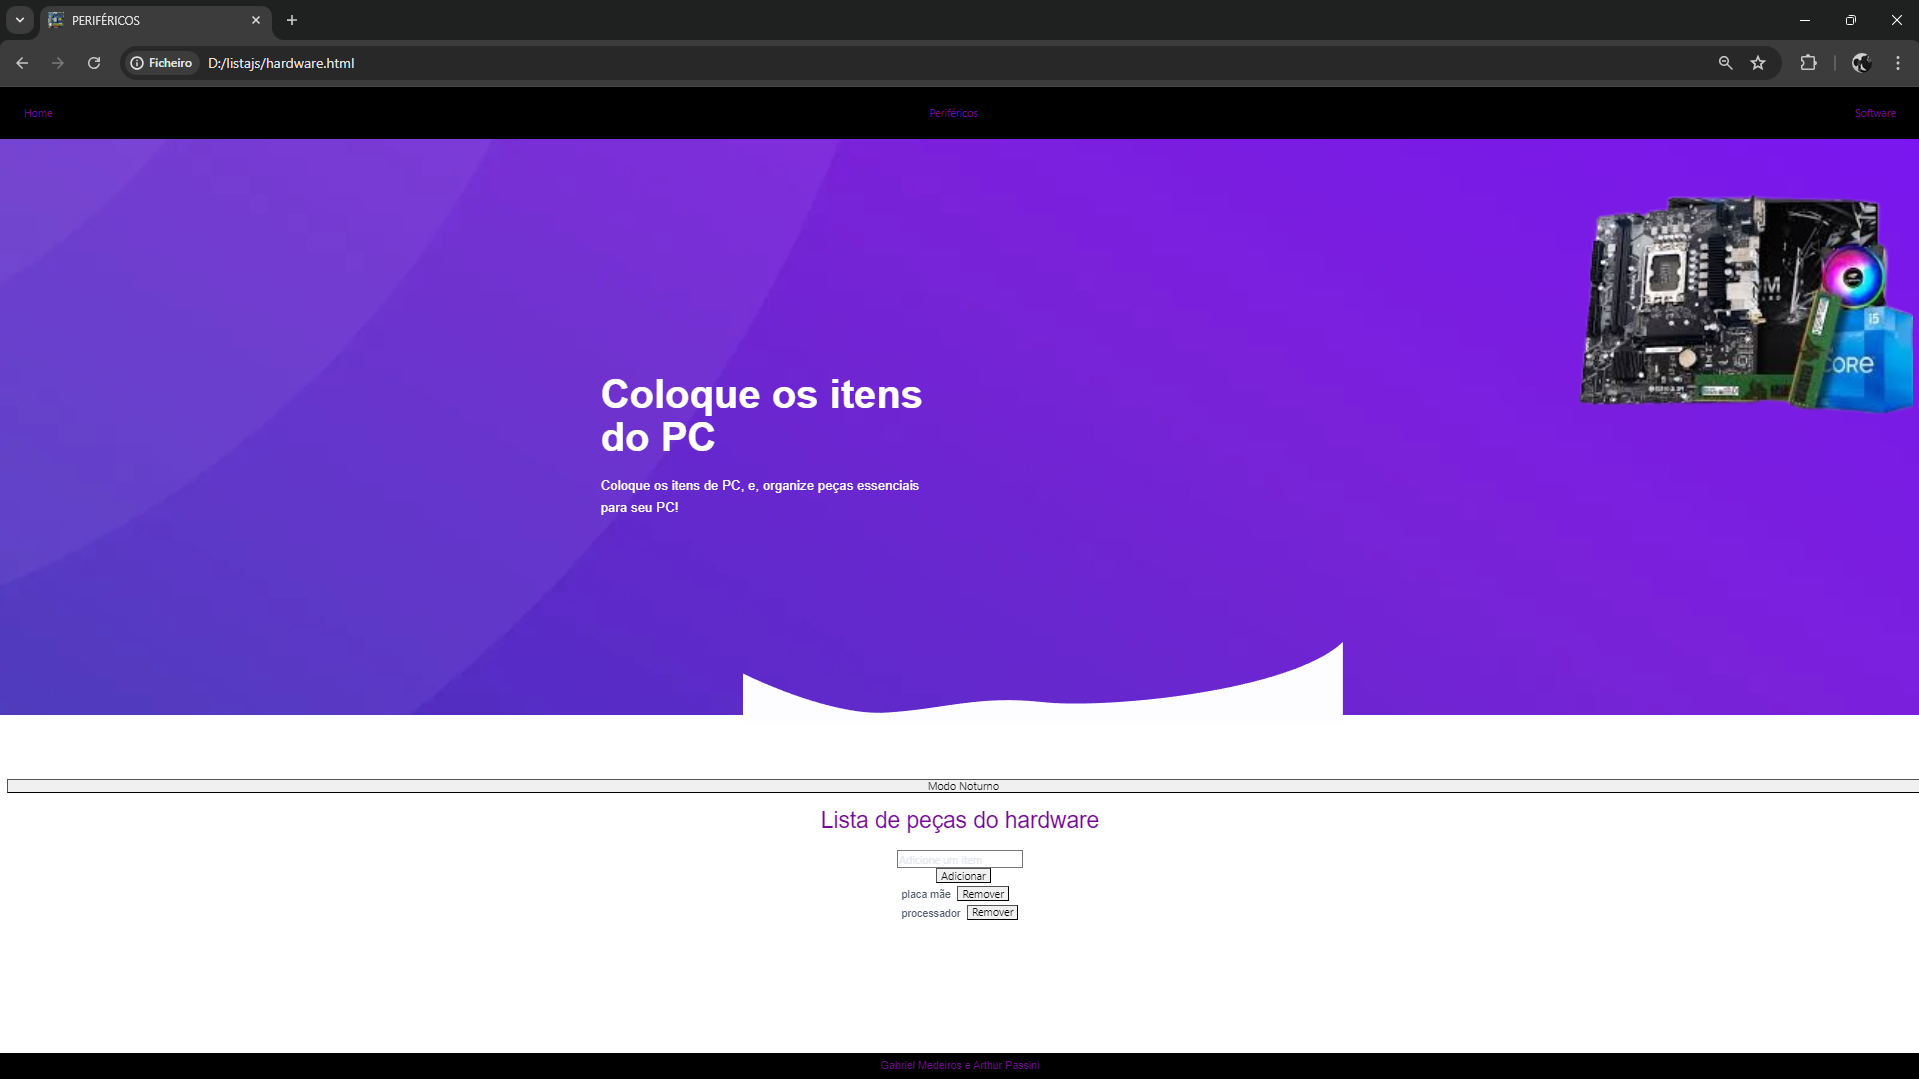 PERIFÉRICOS
Ficheiro D:/listajs/hardware.html
Home Periféricos Software
i5
CORE
Coloque os itens
do PC
Coloque os itens de PC, e, organize peças essenciais
para seu PC!
Modo Noturno
Lista de peças do hardware
Adicione um item
Adicionar
placa mãe Remover
processador Remover
Gabriel Medeiros e Arthur Passini